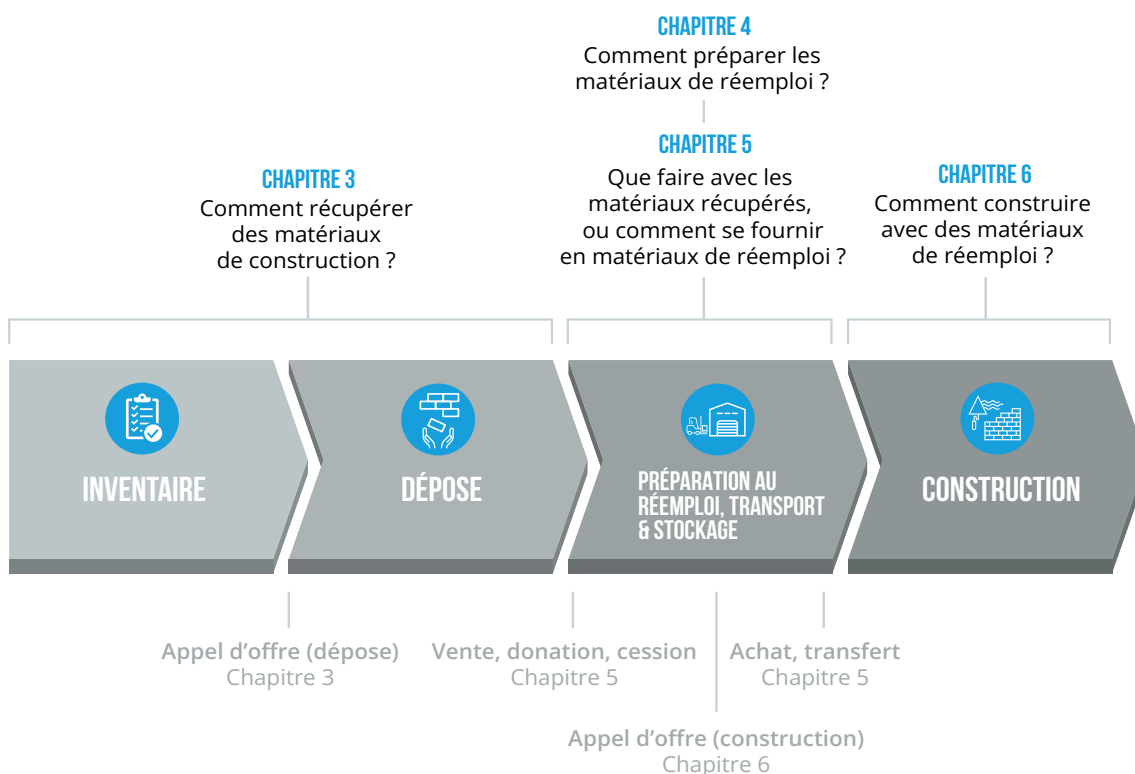 CHAPITRE 4
Comment préparer les
matériaux de réemploi ?
CHAPITRE 3
Comment récupérer
des matériaux
de construction ?
CHAPITRE 5
Que faire avec les
matériaux récupérés,
ou comment se fournir
en matériaux de réemploi ?
CHAPITRE 6
Comment construire
avec des matériaux
de réemploi ?
INVENTAIRE
DÉPOSE
PRÉPARATION AU
RÉEMPLOI, TRANSPORT
& STOCKAGE
CONSTRUCTION
Appel d'offre (dépose)
Chapitre 3
Vente, donation, cession
Chapitre 5
Achat, transfert
Chapitre 5
Appel d'offre (construction)
Chapitre 6